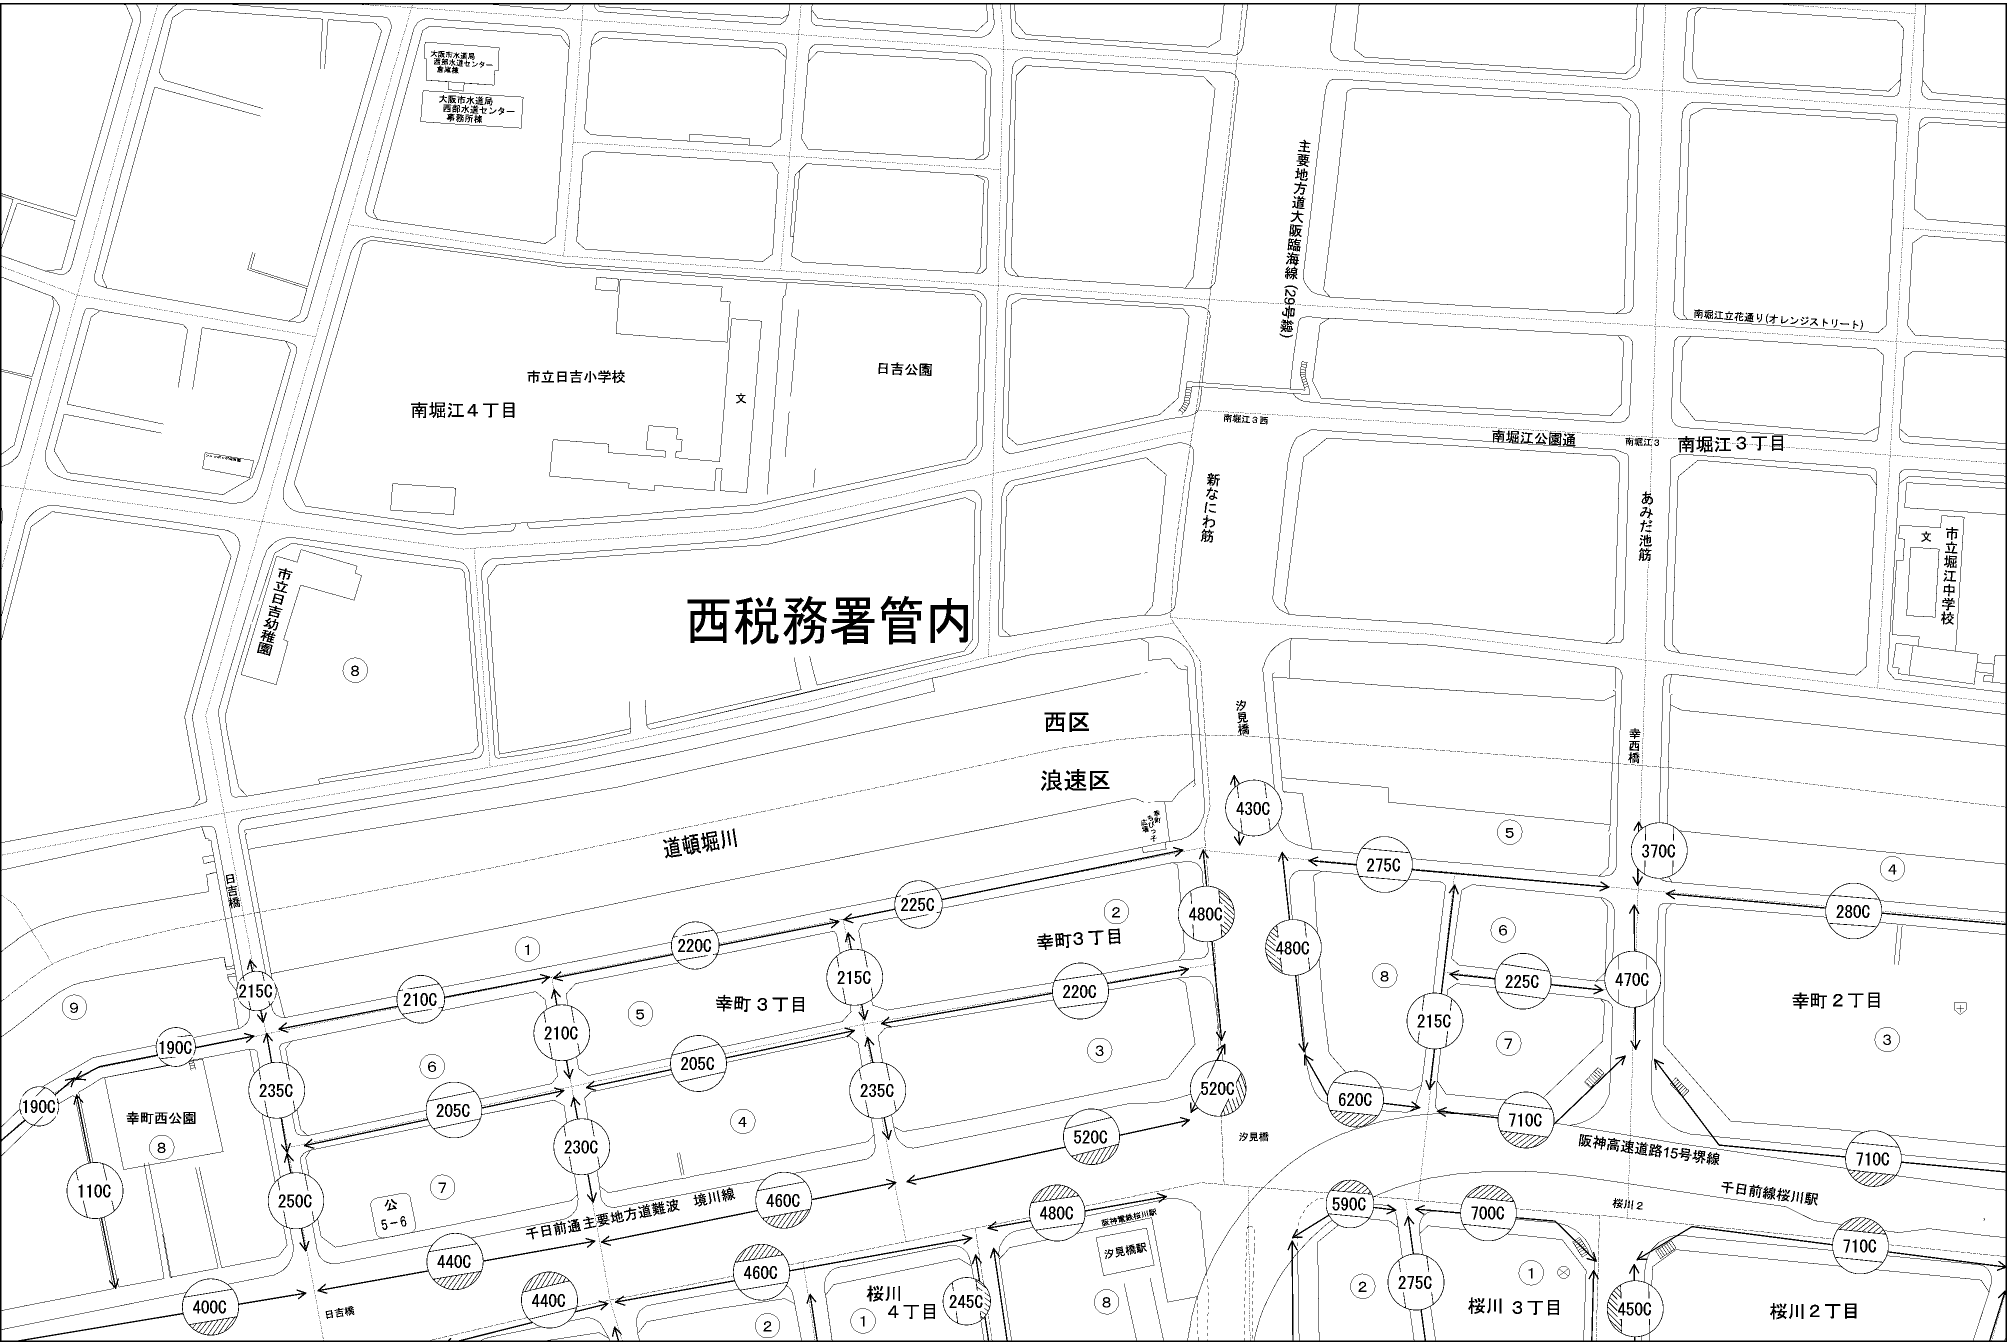 大阪市水道局
西部水道センター
倉庫棟
大阪市水道局
西部水道センター
事務所棟
主要地方道大阪臨海線(29号線)
南堀江立花通り(オレンジストリート)
市立日吉小学校
文
日吉公園
南堀江4丁目
南堀江3西
南堀江公園通
南堀江3
南堀江3丁目
新なにわ筋
あみだ池筋
文
市立堀江中学校
市立日吉幼稚園
西税務署管内
8
西区
汐見橋
幸西橋
浪速区
道頓堀川
幸町
ちびっ子
広場
430C
5
370C
275C
4
日吉橋
225C
2
480C
280C
1
220C
幸町3丁目
480C
6
9
215C
210C
215C
220C
8
225C
470C
5
幸町3丁目
幸町2丁目
190C
210C
215C
7
3
6
205C
3
190C
235C
235C
520C
620C
幸町西公園
8
205C
4
710C
230C
520C
汐見橋
阪神高速道路15号堺線
710C
110C
250C
7
公
5-6
千日前通主要地方道難波 境川線
460C
480C
阪神電鉄桜川駅
590C
700C
桜川2
千日前線桜川駅
710C
440C
460C
汐見橋駅
400C
日吉橋
440C
桜川
4丁目
245C
8
2
275C
1
桜川3丁目
450C
桜川2丁目
2
1